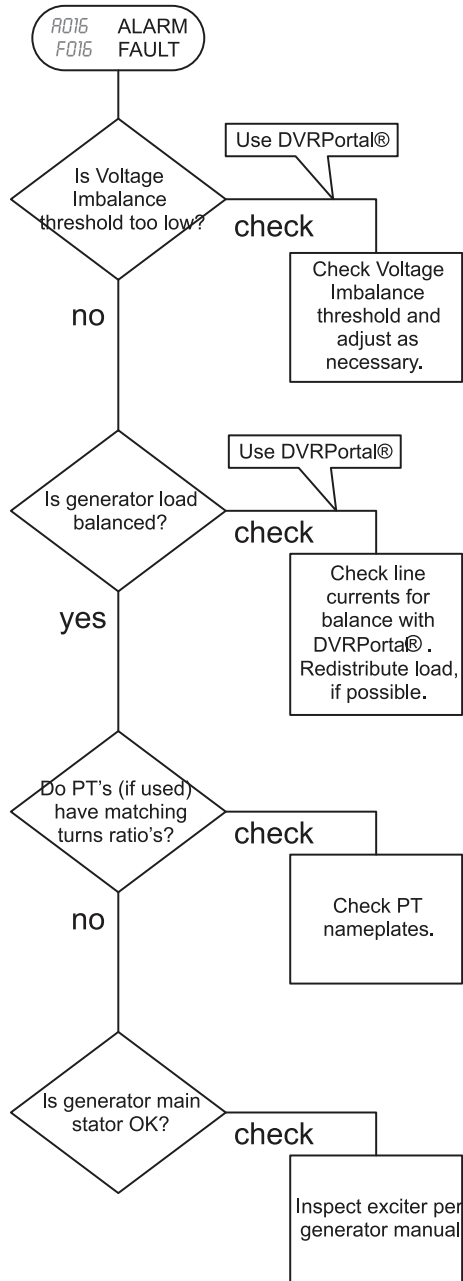 A016 ALARM
F016 FAULT
Is Voltage
Imbalance
threshold too low?
Use DVRPortal®
check
Check Voltage
Imbalance
threshold and
adjust as
necessary.
no
Is generator load
balanced?
Use DVRPortal®
check
Check line
currents for
balance with
DVRPortal® .
Redistribute load,
if possible.
yes
Do PT's (if used)
have matching
turns ratio's?
check
Check PT
nameplates.
no
Is generator main
stator OK?
check
Inspect exciter per
generator manual